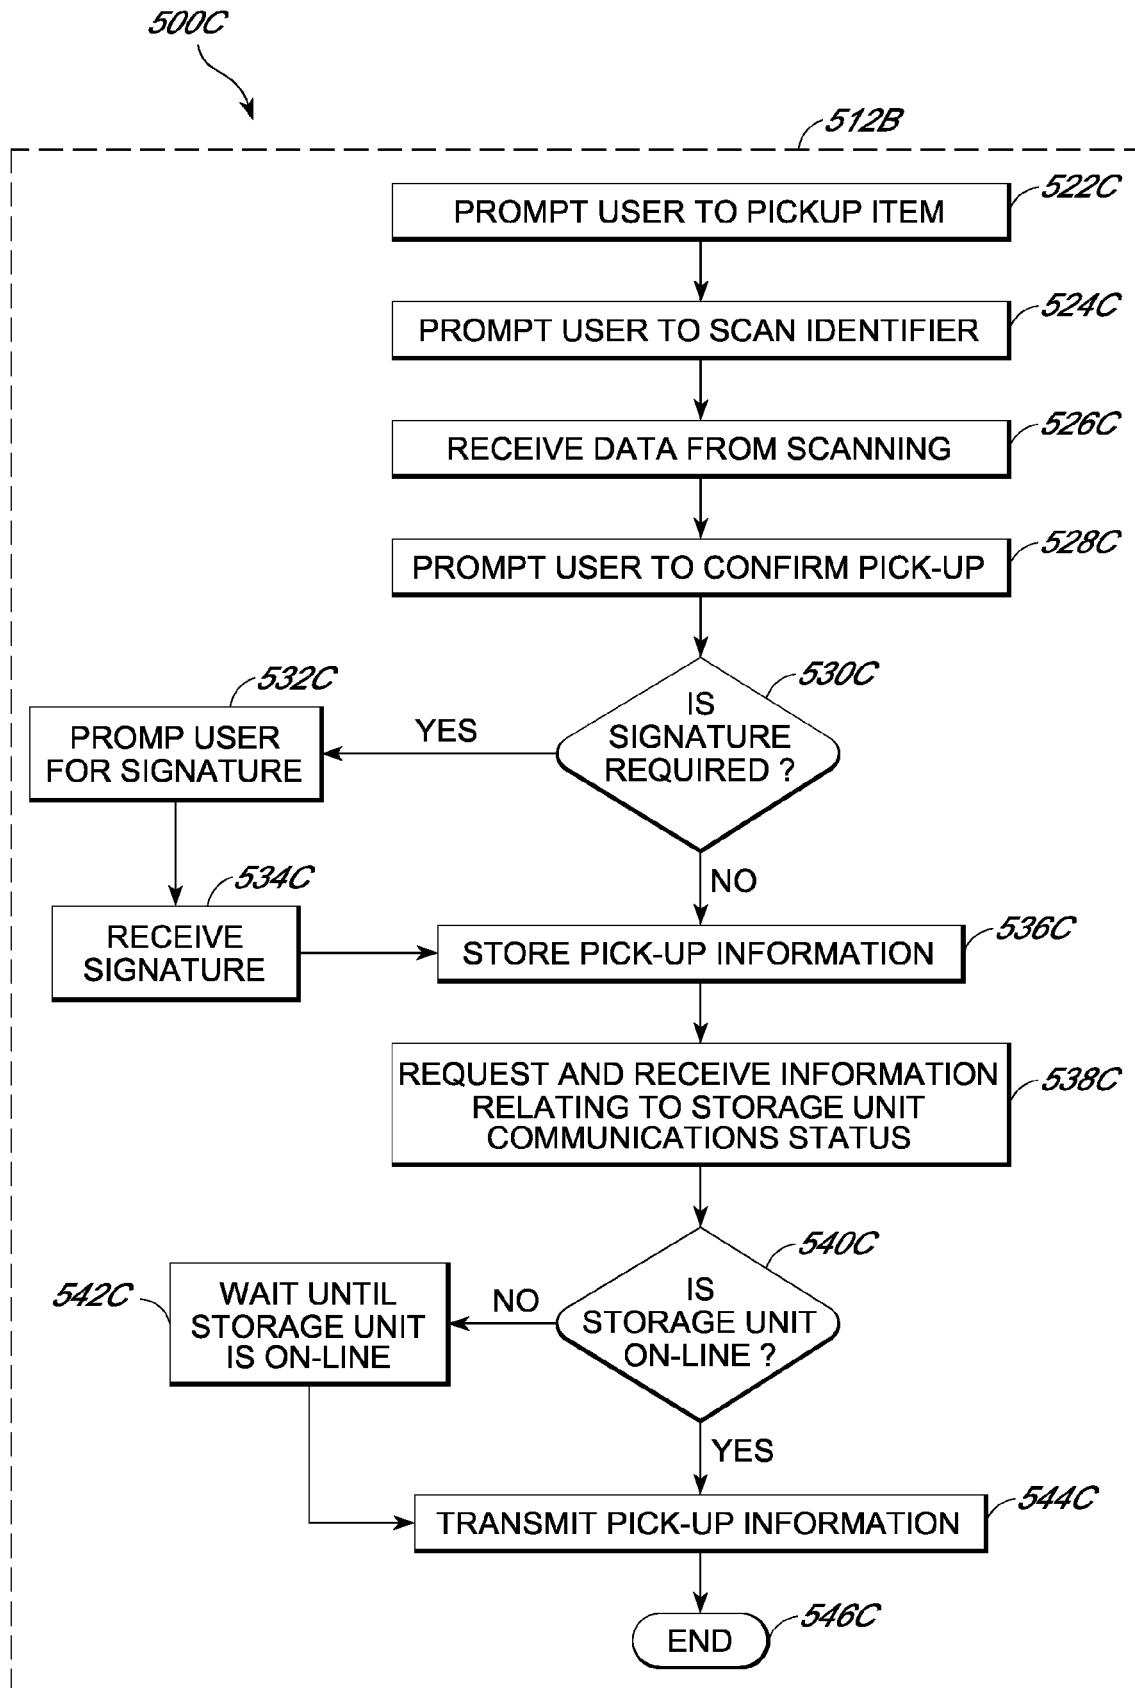 500C
512B
PROMPT USER TO PICKUP ITEM
522C
PROMPT USER TO SCAN IDENTIFIER
524C
RECEIVE DATA FROM SCANNING
526C
PROMPT USER TO CONFIRM PICK-UP
528C
IS
SIGNATURE
REQUIRED ?
530C
YES
532C
PROMP USER
FOR SIGNATURE
534C
RECEIVE
SIGNATURE
NO
STORE PICK-UP INFORMATION
536C
REQUEST AND RECEIVE INFORMATION
RELATING TO STORAGE UNIT
COMMUNICATIONS STATUS
538C
IS
STORAGE UNIT
ON-LINE ?
540C
NO
542C
WAIT UNTIL
STORAGE UNIT
IS ON-LINE
YES
TRANSMIT PICK-UP INFORMATION
544C
END
546C